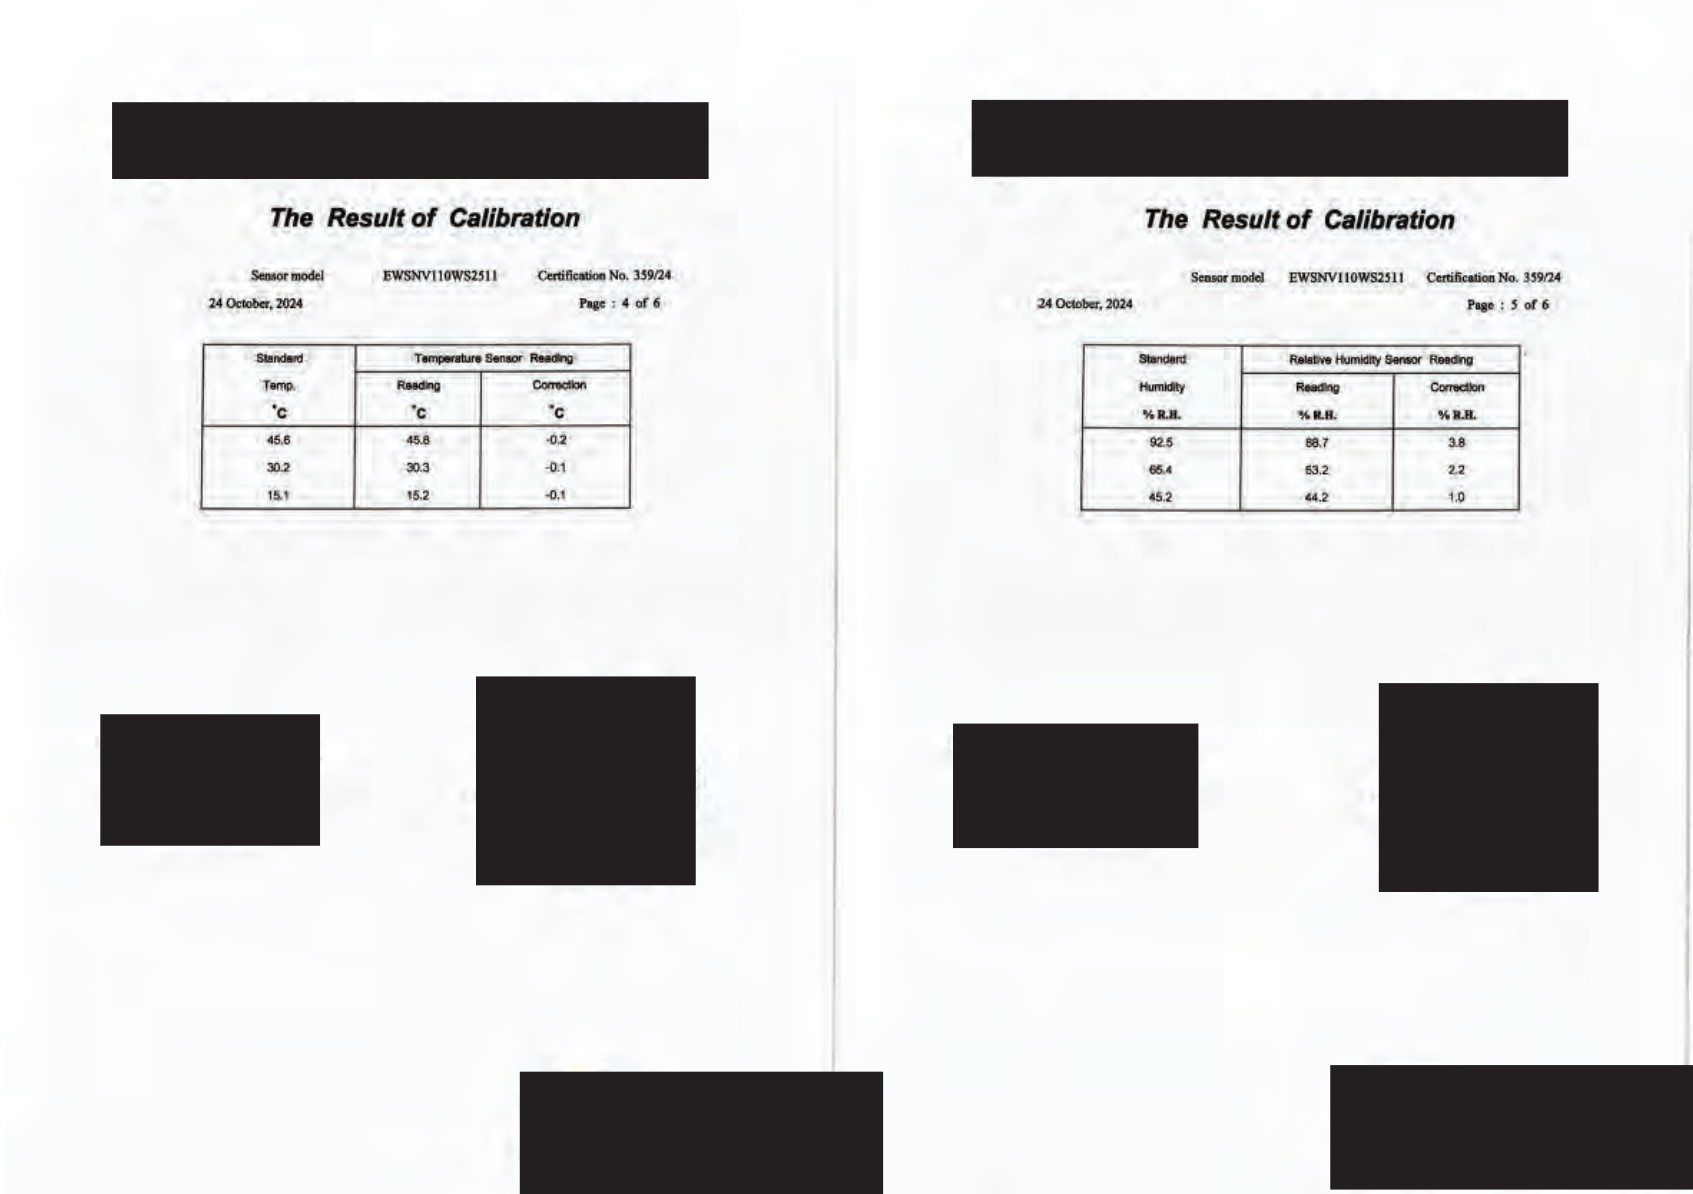 The Result of Calibration
Sensor model EWSNV110WS2511 Certification No. 359/24
24 October, 2024 Page : 4 of 6
Standard Temperature Sensor Reading
Temp. Reading Correction
°C °C °C
45.6 45.8 -0.2
30.2 30.3 -0.1
15.1 15.2 -0.1
The Result of Calibration
Sensor model EWSNV110WS2511 Certification No. 359/24
24 October, 2024 Page : 5 of 6
Standard Relative Humidity Sensor Reading
Humidity Reading Correction
% R.H. % R.H. % R.H.
92.5 88.7 3.8
65.4 63.2 2.2
45.2 44.2 1.0